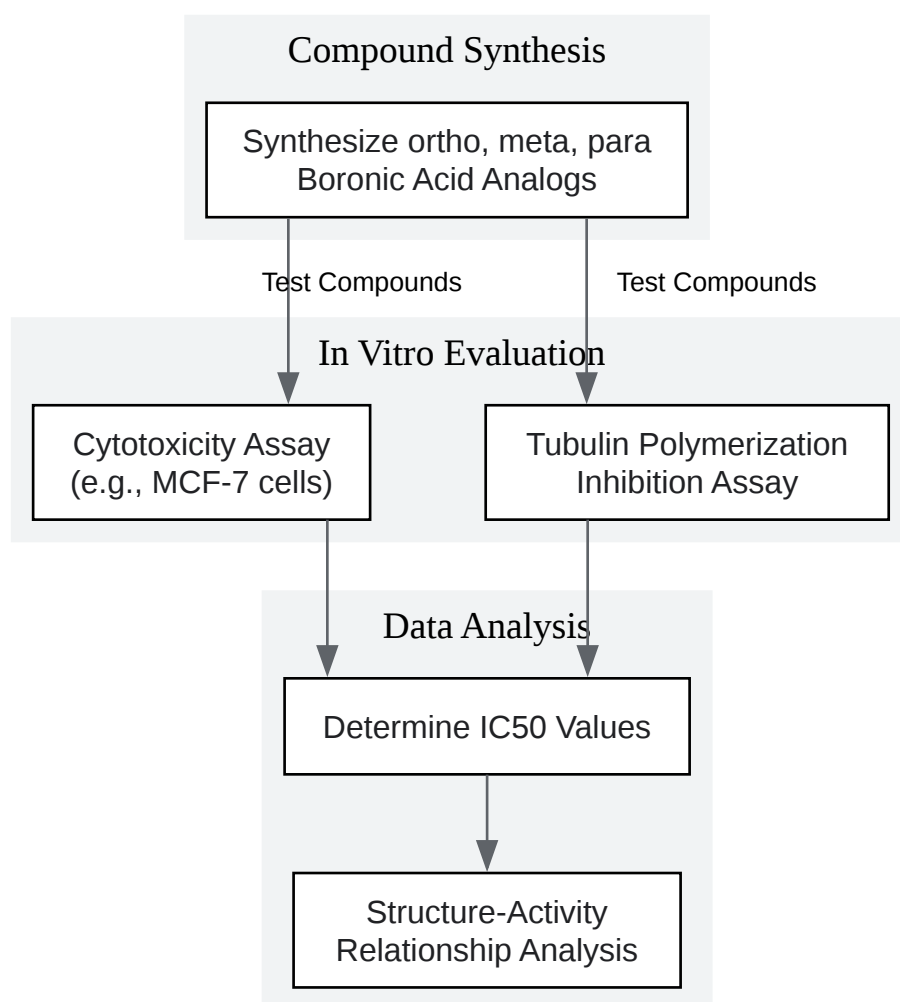 Compound Synthesis
Synthesize ortho, meta, para
Boronic Acid Analogs
Test Compounds
Test Compounds
In Vitro Evaluation
Cytotoxicity Assay
(e.g., MCF-7 cells)
Tubulin Polymerization
Inhibition Assay
Data Analysis
Determine IC50 Values
Structure-Activity
Relationship Analysis